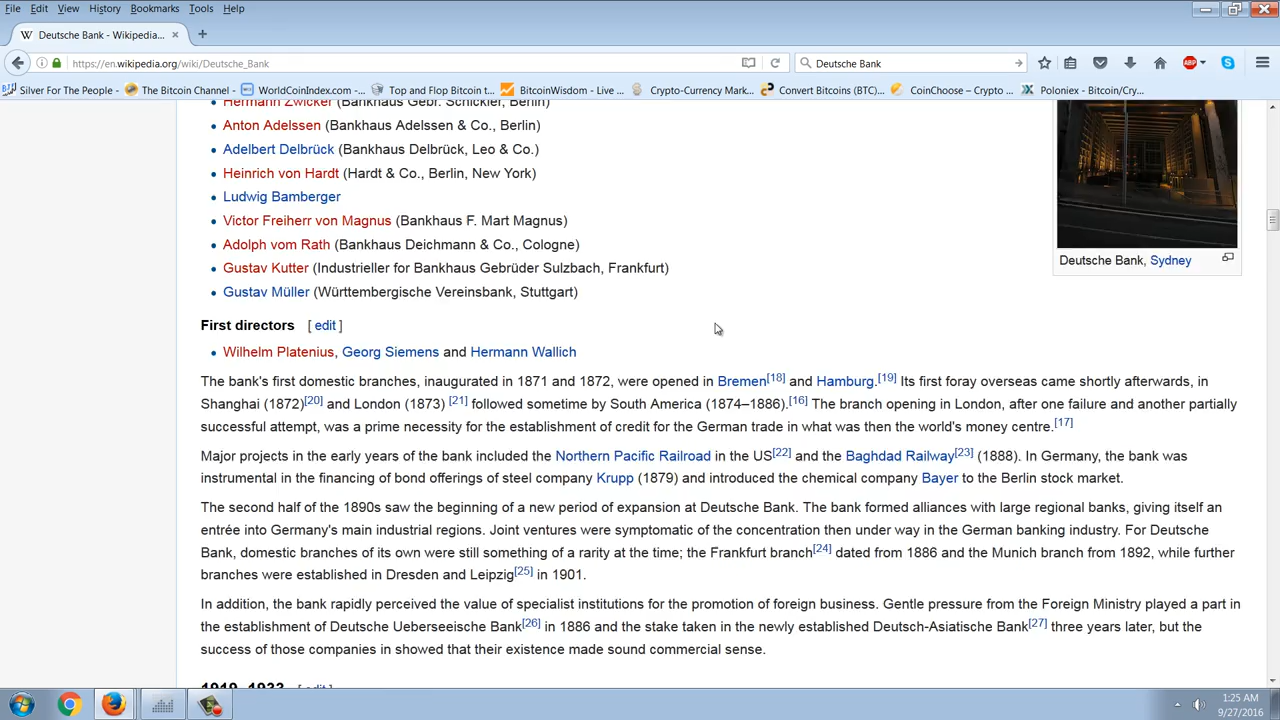 File Edit View History Bookmarks Tools Help
W Deutsche Bank - Wikipedia... × +
https://en.wikipedia.org/wiki/Deutsche_Bank
Deutsche Bank
ABP
Silver For The People - The Bitcoin Channel - WorldCoinIndex.com -... Top and Flop Bitcoin t... BitcoinWisdom - Live ... Crypto-Currency Mark... Convert Bitcoins (BTC)... CoinChoose – Crypto ... Poloniex - Bitcoin/Cry...
Hermann Zwicker (Bankhaus Gebr. Schickler, Berlin)
Anton Adelssen (Bankhaus Adelssen & Co., Berlin)
Adelbert Delbrück (Bankhaus Delbrück, Leo & Co.)
Heinrich von Hardt (Hardt & Co., Berlin, New York)
Ludwig Bamberger
Victor Freiherr von Magnus (Bankhaus F. Mart Magnus)
Adolph vom Rath (Bankhaus Deichmann & Co., Cologne)
Gustav Kutter (Industrieller for Bankhaus Gebrüder Sulzbach, Frankfurt)
Gustav Müller (Württembergische Vereinsbank, Stuttgart)
Deutsche Bank, Sydney
First directors [ edit ]
Wilhelm Platenius, Georg Siemens and Hermann Wallich
The bank's first domestic branches, inaugurated in 1871 and 1872, were opened in Bremen[18] and Hamburg.[19] Its first foray overseas came shortly afterwards, in
Shanghai (1872)[20] and London (1873) [21] followed sometime by South America (1874–1886).[16] The branch opening in London, after one failure and another partially
successful attempt, was a prime necessity for the establishment of credit for the German trade in what was then the world's money centre.[17]
Major projects in the early years of the bank included the Northern Pacific Railroad in the US[22] and the Baghdad Railway[23] (1888). In Germany, the bank was
instrumental in the financing of bond offerings of steel company Krupp (1879) and introduced the chemical company Bayer to the Berlin stock market.
The second half of the 1890s saw the beginning of a new period of expansion at Deutsche Bank. The bank formed alliances with large regional banks, giving itself an
entrée into Germany's main industrial regions. Joint ventures were symptomatic of the concentration then under way in the German banking industry. For Deutsche
Bank, domestic branches of its own were still something of a rarity at the time; the Frankfurt branch[24] dated from 1886 and the Munich branch from 1892, while further
branches were established in Dresden and Leipzig[25] in 1901.
In addition, the bank rapidly perceived the value of specialist institutions for the promotion of foreign business. Gentle pressure from the Foreign Ministry played a part in
the establishment of Deutsche Ueberseeische Bank[26] in 1886 and the stake taken in the newly established Deutsch-Asiatische Bank[27] three years later, but the
success of those companies in showed that their existence made sound commercial sense.
1919–1933 [ edit ]
1:25 AM
9/27/2016